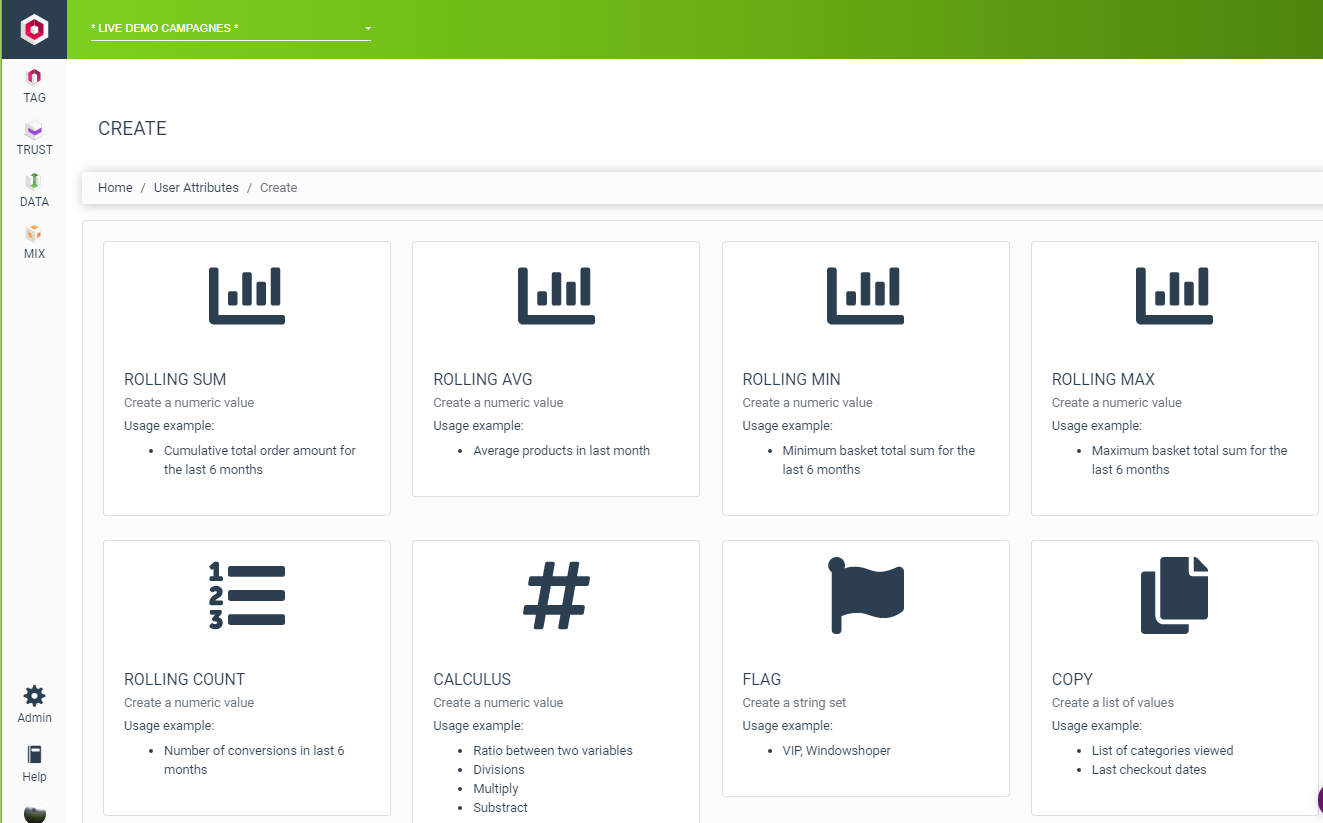 * LIVE DEMO CAMPAGNES *
TAG
TRUST
DATA
MIX
Admin
Help
CREATE
Home / User Attributes / Create
ROLLING SUM
Create a numeric value
Usage example:
Cumulative total order amount for
the last 6 months
ROLLING AVG
Create a numeric value
Usage example:
Average products in last month
ROLLING MIN
Create a numeric value
Usage example:
Minimum basket total sum for the
last 6 months
ROLLING MAX
Create a numeric value
Usage example:
Maximum basket total sum for the
last 6 months
1
2
3
ROLLING COUNT
Create a numeric value
Usage example:
Number of conversions in last 6
months
#
CALCULUS
Create a numeric value
Usage example:
Ratio between two variables
Divisions
Multiply
Substract
FLAG
Create a string set
Usage example:
VIP, Windowshoper
COPY
Create a list of values
Usage example:
List of categories viewed
Last checkout dates